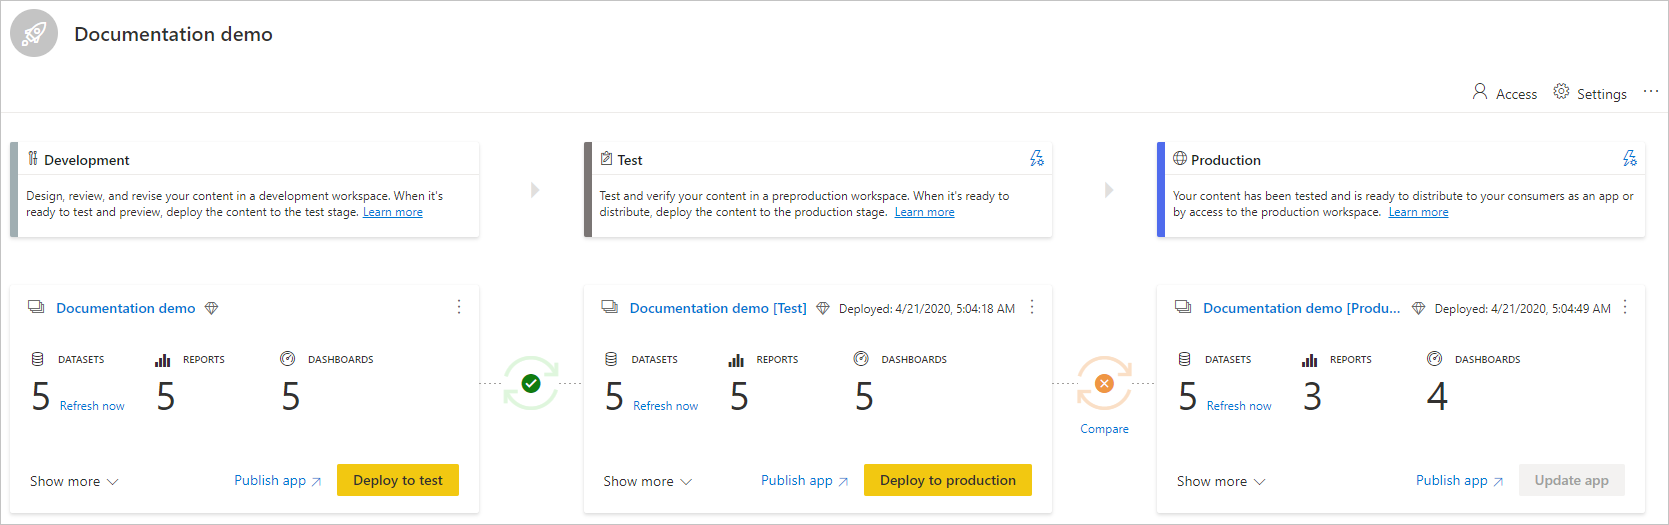 Documentation demo
Access Settings ...
Development
Design, review, and revise your content in a development workspace. When it's
ready to test and preview, deploy the content to the test stage. Learn more
Test
Test and verify your content in a preproduction workspace. When it's ready to
distribute, deploy the content to the production stage. Learn more
Production
Your content has been tested and is ready to distribute to your consumers as an app or
by access to the production workspace. Learn more
Documentation demo
DATASETS REPORTS DASHBOARDS
5 Refresh now 5 5
Show more Publish app Deploy to test
Documentation demo [Test] Deployed: 4/21/2020, 5:04:18 AM
DATASETS REPORTS DASHBOARDS
5 Refresh now 5 5
Show more Publish app Deploy to production
Compare
Documentation demo [Produ... Deployed: 4/21/2020, 5:04:49 AM
DATASETS REPORTS DASHBOARDS
5 Refresh now 3 4
Show more Publish app Update app